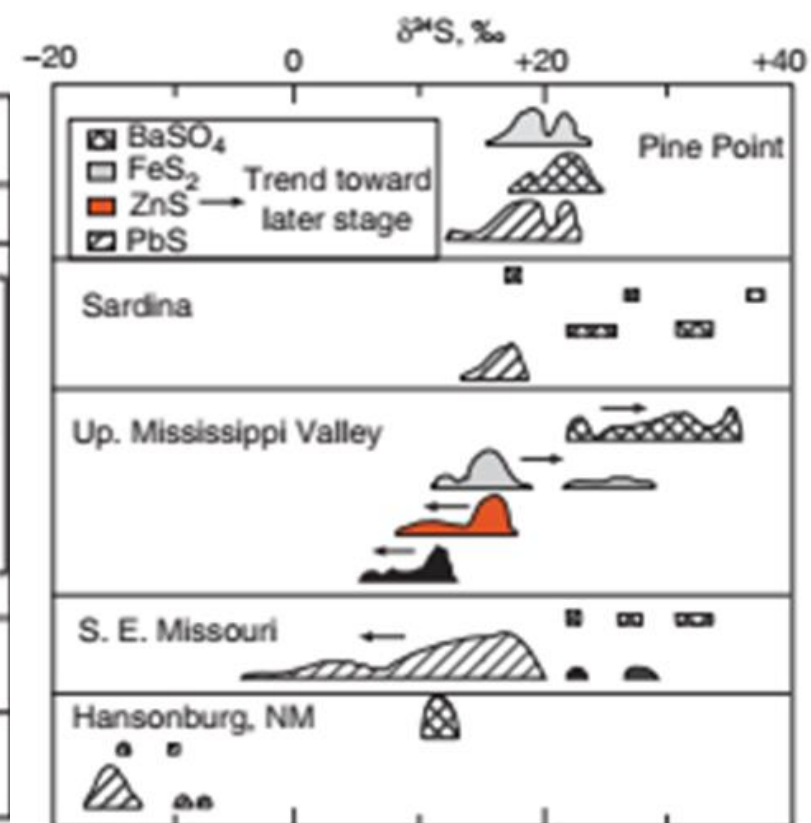 δ³⁴S, ‰
−20 0 +20 +40
BaSO₄
FeS₂
ZnS
PbS
Trend toward
later stage
Pine Point
Sardina
Up. Mississippi Valley
S. E. Missouri
Hansonburg, NM